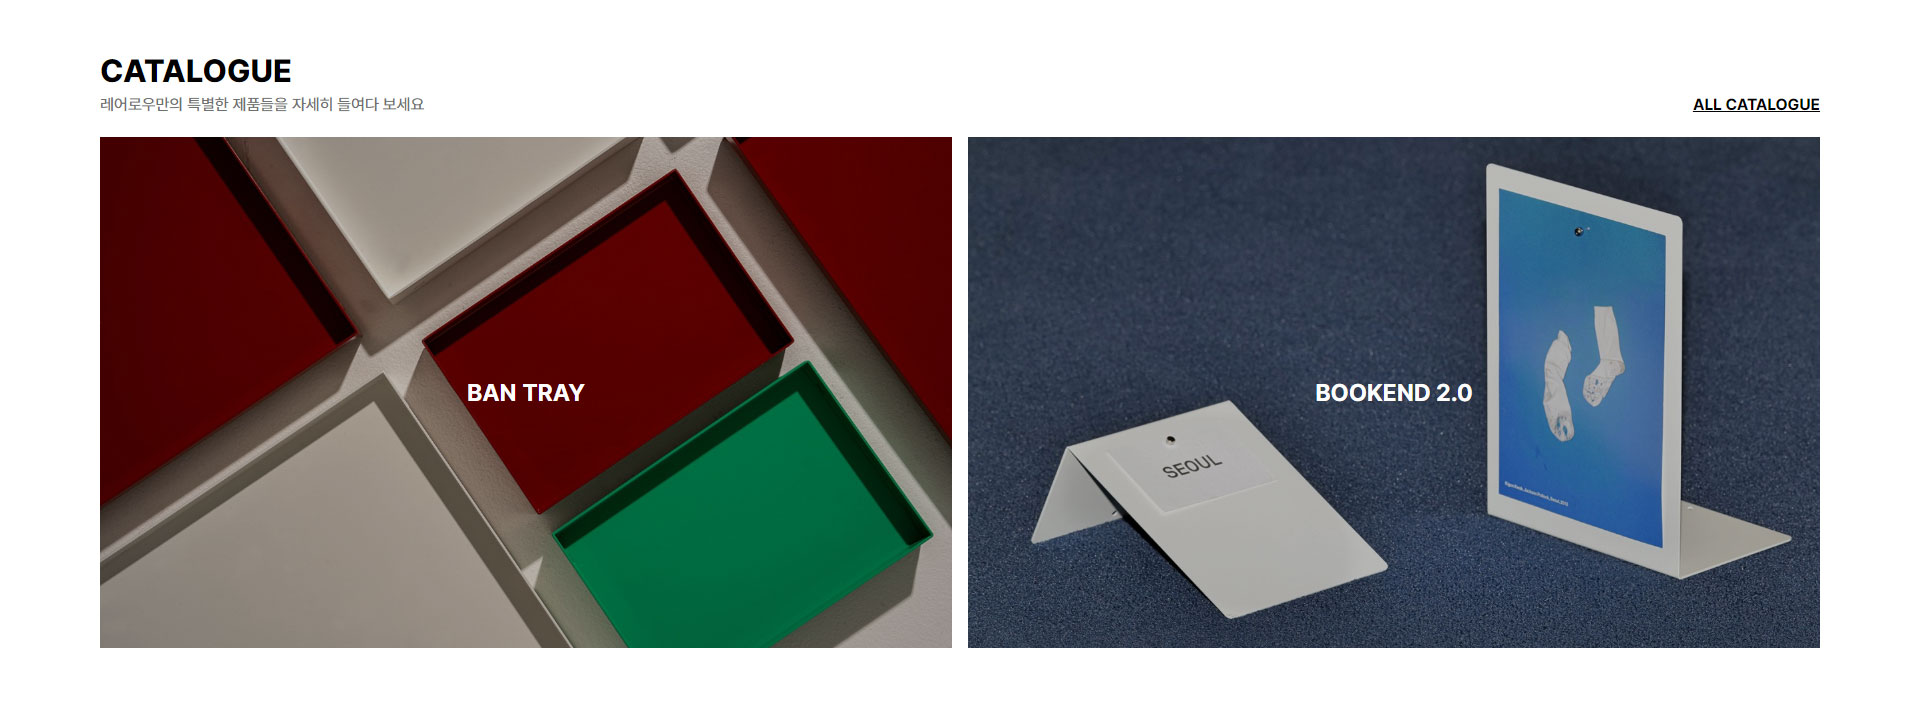 CATALOGUE
레어로우만의 특별한 제품들을 자세히 들여다 보세요
ALL CATALOGUE
BAN TRAY
BOOKEND 2.0
SEOUL